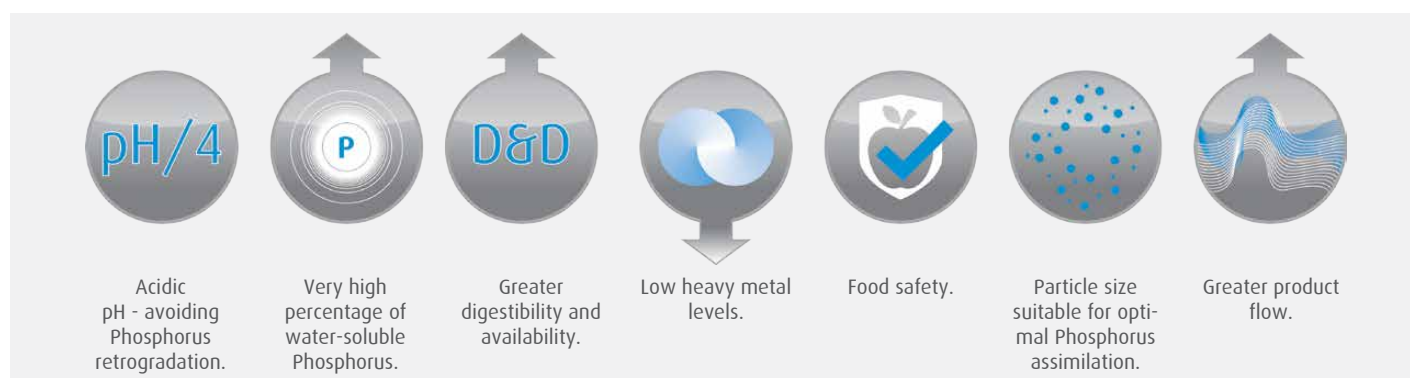 pH/4
P
D&D
Acidic
pH - avoiding
Phosphorus
retrogradation.
Very high
percentage of
water-soluble
Phosphorus.
Greater
digestibility and
availability.
Low heavy metal
levels.
Food safety.
Particle size
suitable for opti-
mal Phosphorus
assimilation.
Greater product
flow.